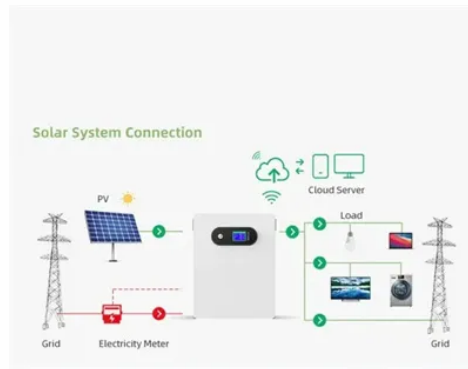 Solar System Connection
Cloud Server
PV
Load
Grid
Electricity Meter
Grid